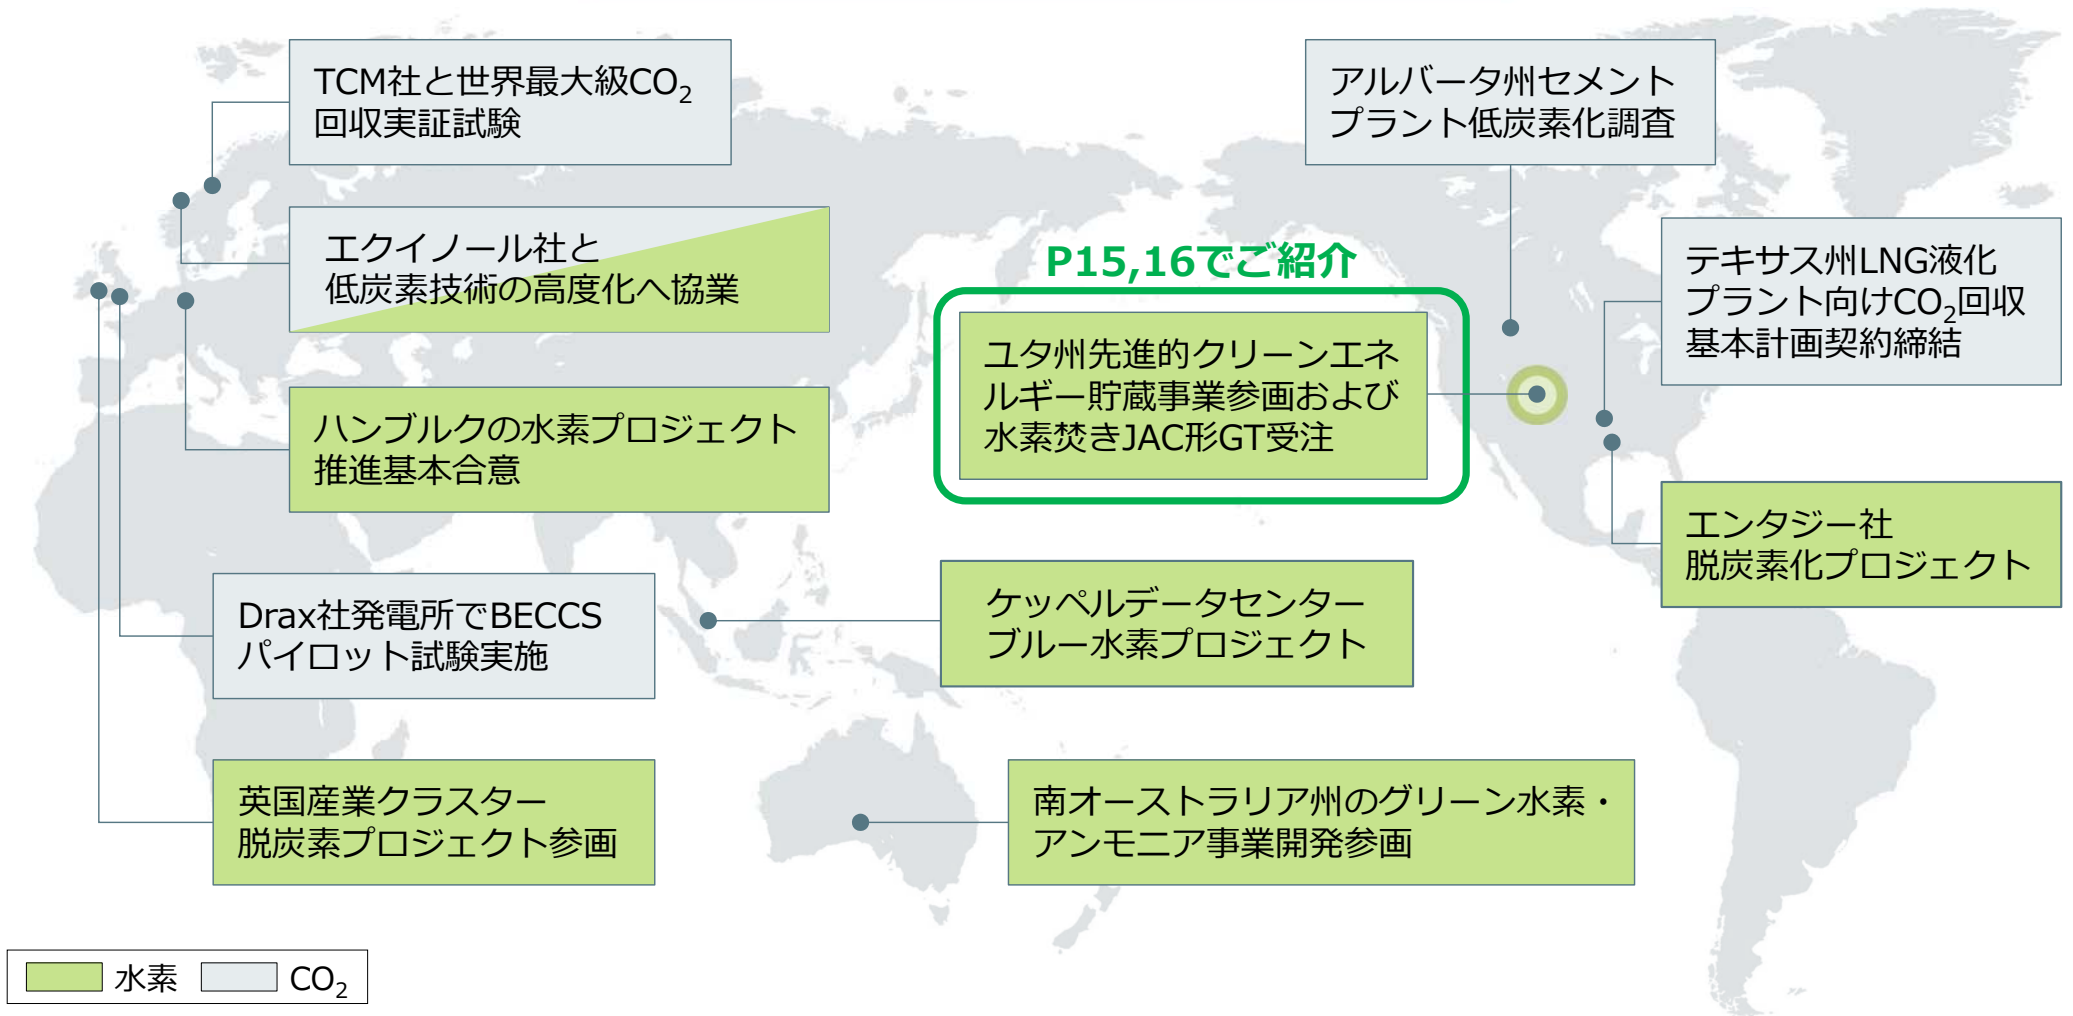 TCM社と世界最大級CO₂
回収実証試験
アルバータ州セメント
プラント低炭素化調査
エクイノール社と
低炭素技術の高度化へ協業
P15,16でご紹介
テキサス州LNG液化
プラント向けCO₂回収
基本計画契約締結
ユタ州先進的クリーンエネ
ルギー貯蔵事業参画および
水素焚きJAC形GT受注
ハンブルクの水素プロジェクト
推進基本合意
エンタジー社
脱炭素化プロジェクト
Drax社発電所でBECCS
パイロット試験実施
ケッペルデータセンター
ブルー水素プロジェクト
英国産業クラスター
脱炭素プロジェクト参画
南オーストラリア州のグリーン水素・
アンモニア事業開発参画
水素 CO₂